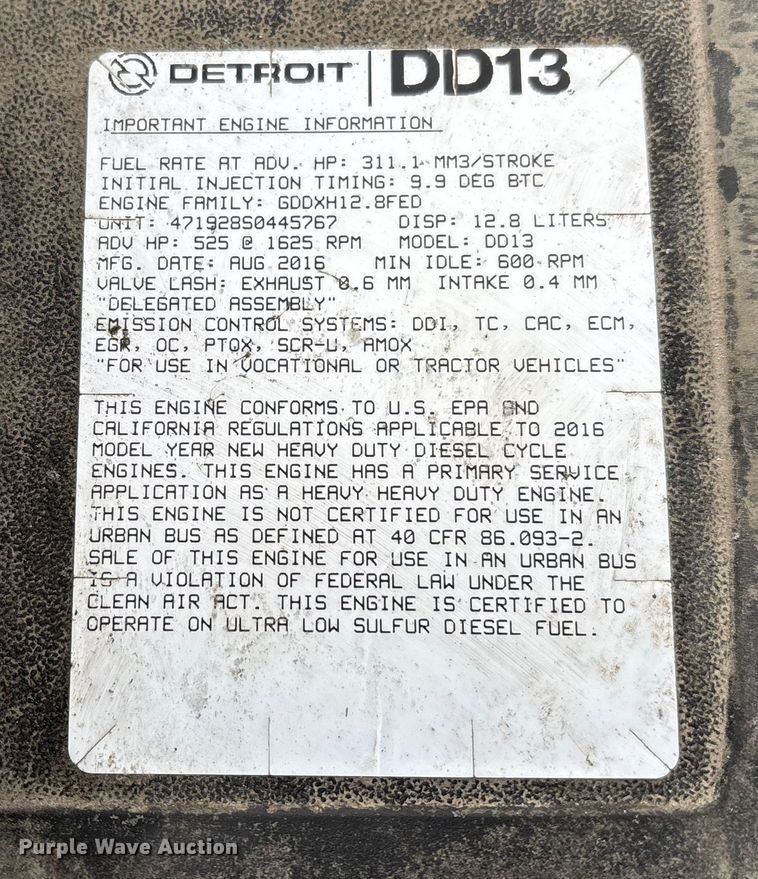 DETROIT | DD13
IMPORTANT ENGINE INFORMATION
FUEL RATE AT ADV. HP: 311.1 MM3/STROKE
INITIAL INJECTION TIMING: 9.9 DEG BTC
ENGINE FAMILY: GDDXH12.8FED
UNIT: 471928S0445767 DISP: 12.8 LITERS
ADV HP: 525 @ 1625 RPM MODEL: DD13
MFG. DATE: AUG 2016 MIN IDLE: 600 RPM
VALVE LASH: EXHAUST 0.6 MM INTAKE 0.4 MM
"DELEGATED ASSEMBLY"
EMISSION CONTROL SYSTEMS: DDI, TC, CAC, ECM,
EGR, OC, PTOX, SCR-U, AMOX
"FOR USE IN VOCATIONAL OR TRACTOR VEHICLES"
THIS ENGINE CONFORMS TO U.S. EPA AND
CALIFORNIA REGULATIONS APPLICABLE TO 2016
MODEL YEAR NEW HEAVY DUTY DIESEL CYCLE
ENGINES. THIS ENGINE HAS A PRIMARY SERVICE
APPLICATION AS A HEAVY HEAVY DUTY ENGINE.
THIS ENGINE IS NOT CERTIFIED FOR USE IN AN
URBAN BUS AS DEFINED AT 40 CFR 86.093-2.
SALE OF THIS ENGINE FOR USE IN AN URBAN BUS
IS A VIOLATION OF FEDERAL LAW UNDER THE
CLEAN AIR ACT. THIS ENGINE IS CERTIFIED TO
OPERATE ON ULTRA LOW SULFUR DIESEL FUEL.
Purple Wave Auction